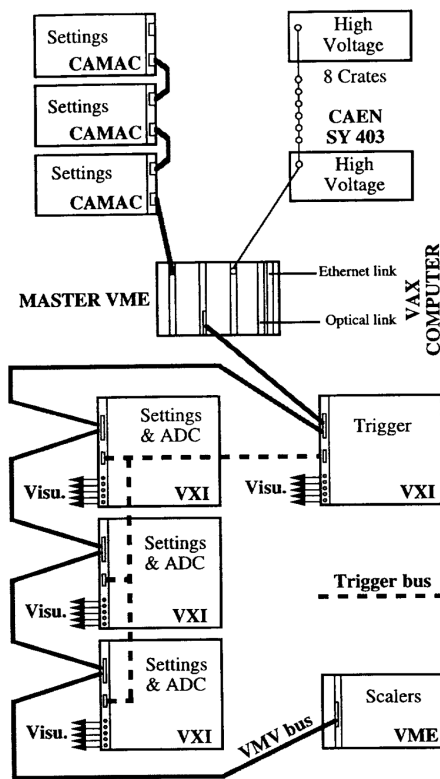 Settings
CAMAC
Settings
CAMAC
Settings
CAMAC
High
Voltage
8 Crates
CAEN
SY 403
High
Voltage
MASTER VME
Ethernet link
Optical link
VAX
COMPUTER
Settings
& ADC
Visu.
VXI
Trigger
Visu.
VXI
Settings
& ADC
Visu.
VXI
Trigger bus
Settings
& ADC
Visu.
VXI
VMV bus
Scalers
VME